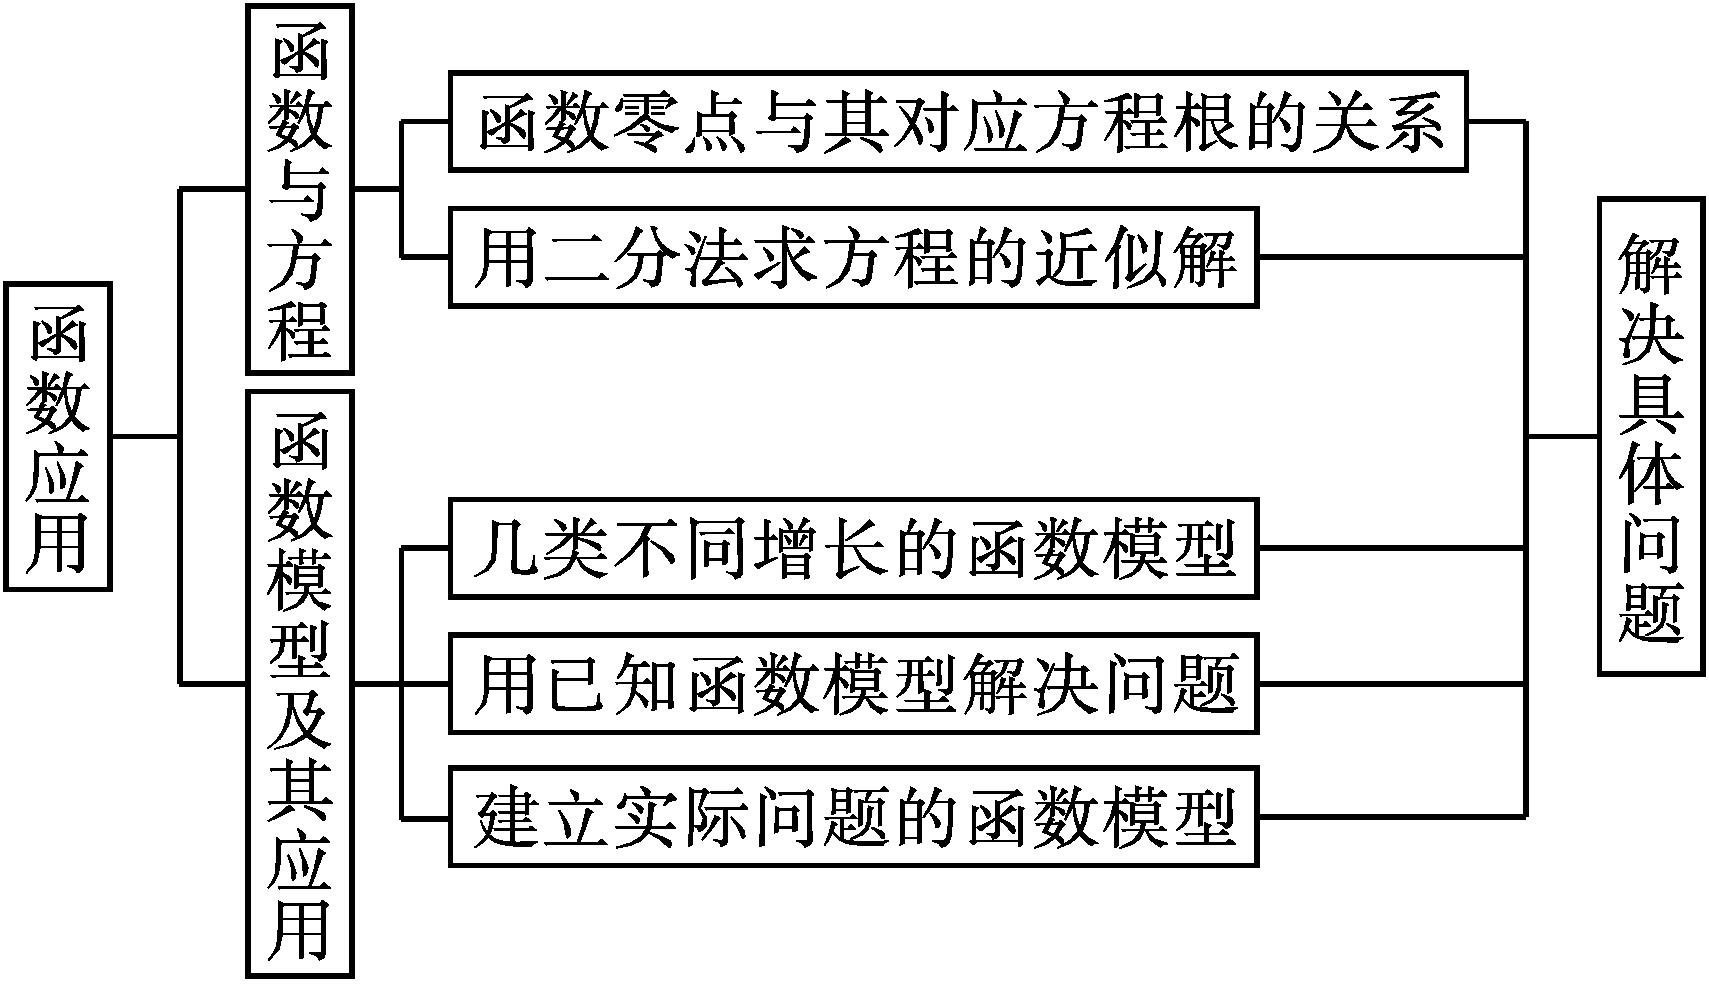 函数应用
函数与方程
函数零点与其对应方程根的关系
用二分法求方程的近似解
函数模型及其应用
几类不同增长的函数模型
用已知函数模型解决问题
建立实际问题的函数模型
解决具体问题